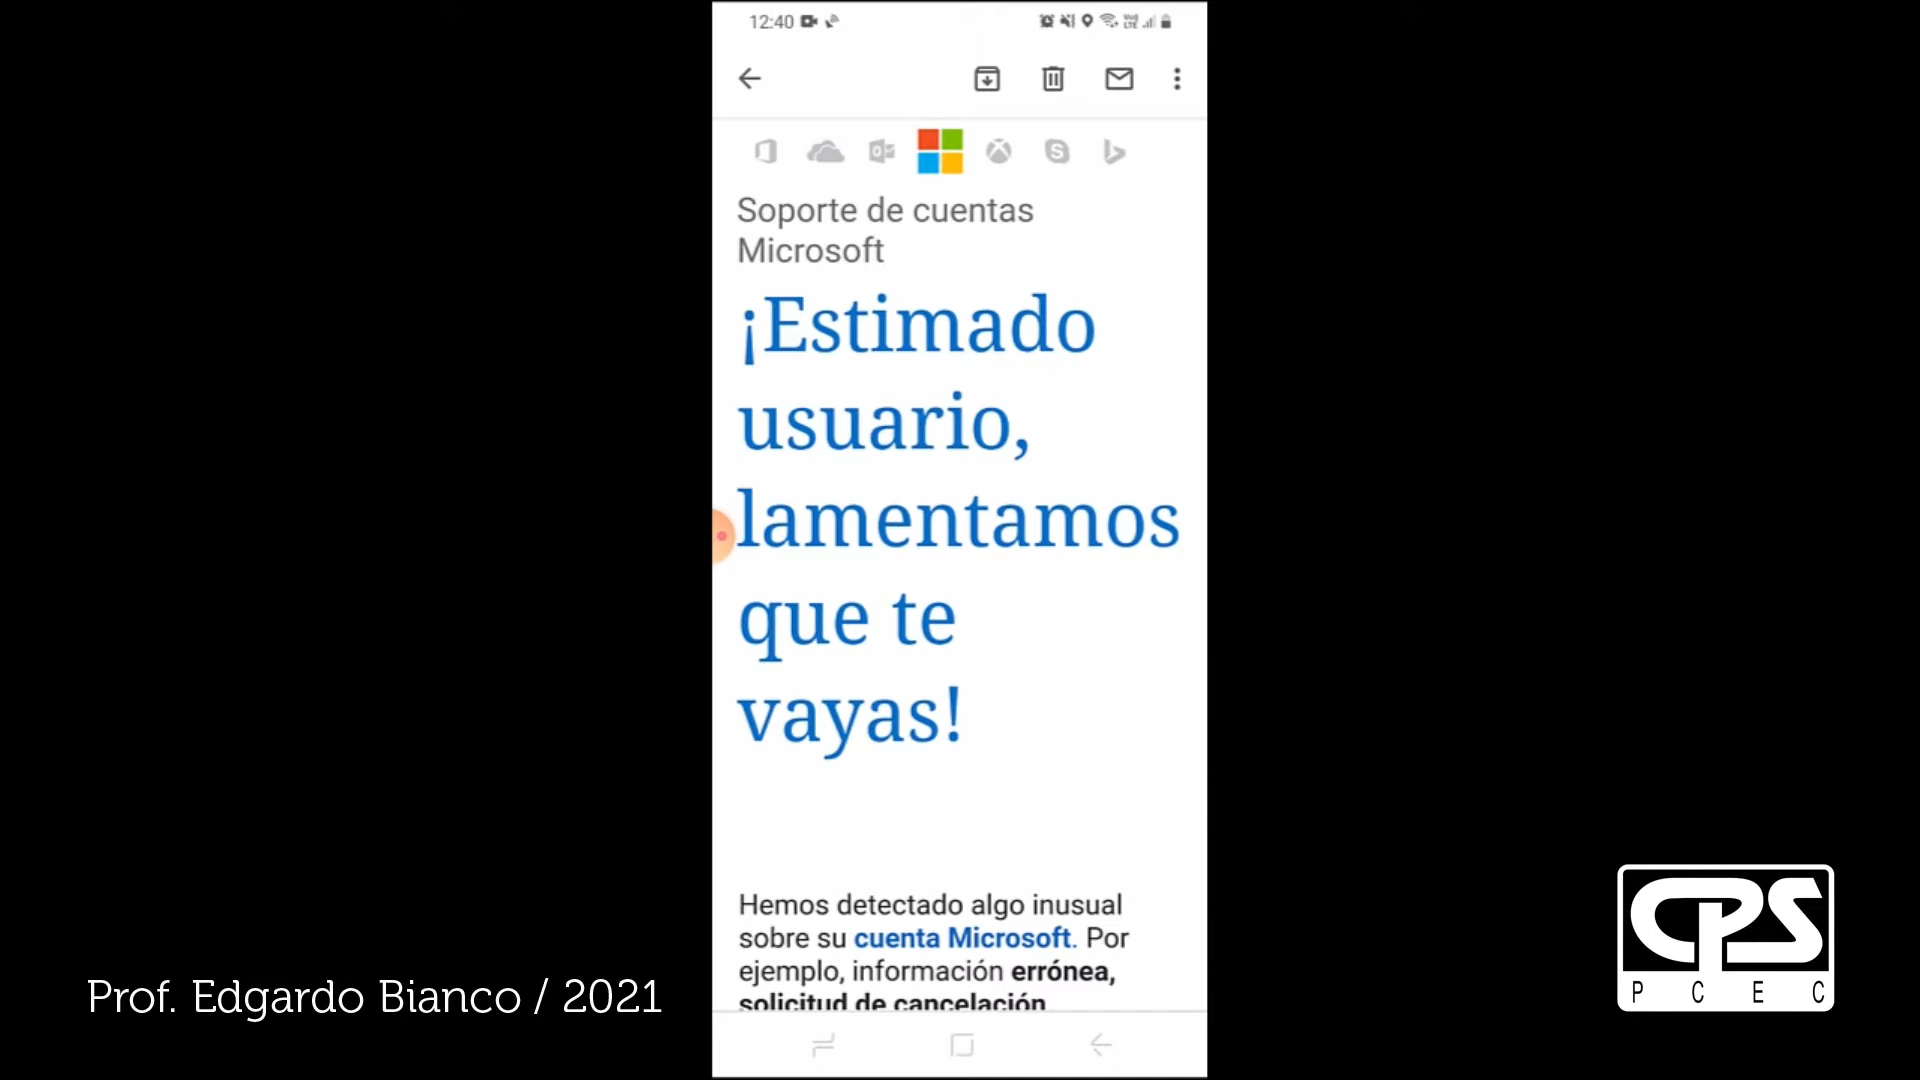 12:40
Soporte de cuentas
Microsoft
¡Estimado
usuario,
lamentamos
que te
vayas!
Hemos detectado algo inusual
sobre su cuenta Microsoft. Por
ejemplo, información errónea,
solicitud de cancelación
Prof. Edgardo Bianco / 2021
CPS
P C E C